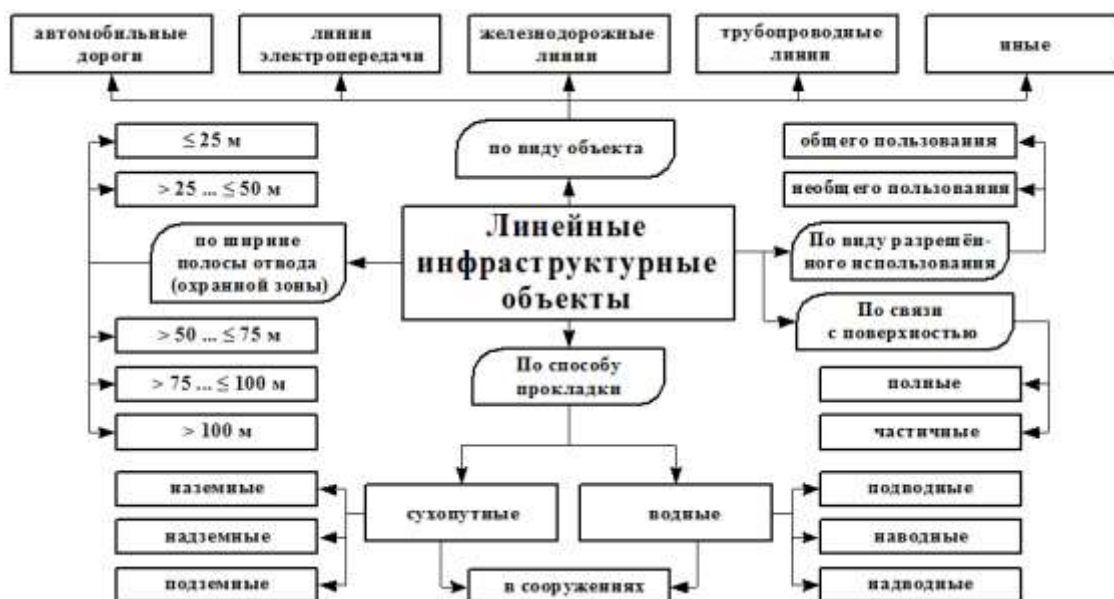 автомобильные
дороги
линии
электропередачи
железнодорожные
линии
трубопроводные
линии
иные
≤ 25 м
> 25 ... ≤ 50 м
по ширине
полосы отвода
(охранной зоны)
> 50 ... ≤ 75 м
> 75 ... ≤ 100 м
> 100 м
по виду объекта
Линейные
инфраструктурные
объекты
общего пользования
необщего пользования
По виду разрешён-
ного использования
По связи
с поверхностью
полные
частичные
По способу
прокладки
сухопутные
водные
наземные
надземные
подземные
в сооружениях
подводные
наводные
надводные